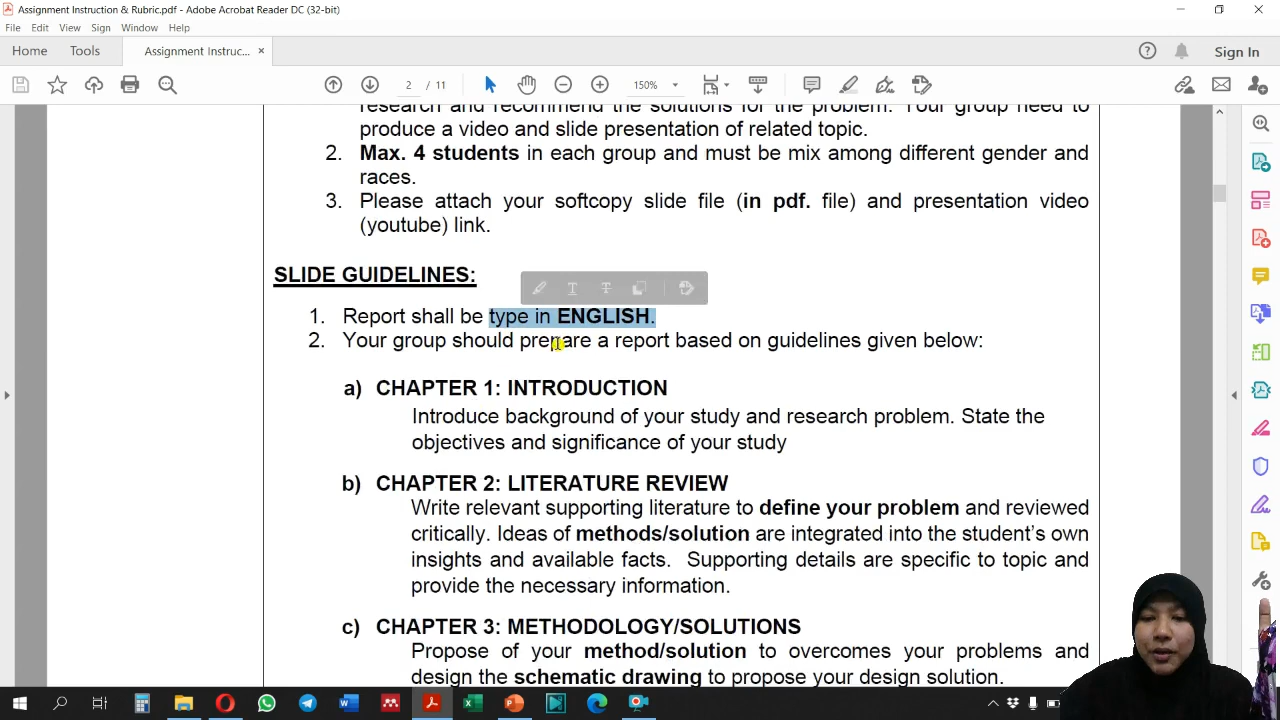 Assignment Instruction & Rubric.pdf - Adobe Acrobat Reader DC (32-bit)
File Edit View Sign Window Help
Home Tools Assignment Instruc... × Sign In
2 / 11 150%
research and recommend the solutions for the problem. Your group need to
produce a video and slide presentation of related topic.
2. Max. 4 students in each group and must be mix among different gender and
races.
3. Please attach your softcopy slide file (in pdf. file) and presentation video
(youtube) link.
SLIDE GUIDELINES:
1. Report shall be type in ENGLISH.
2. Your group should prepare a report based on guidelines given below:
a) CHAPTER 1: INTRODUCTION
Introduce background of your study and research problem. State the
objectives and significance of your study
b) CHAPTER 2: LITERATURE REVIEW
Write relevant supporting literature to define your problem and reviewed
critically. Ideas of methods/solution are integrated into the student's own
insights and available facts. Supporting details are specific to topic and
provide the necessary information.
c) CHAPTER 3: METHODOLOGY/SOLUTIONS
Propose of your method/solution to overcomes your problems and
design the schematic drawing to propose your design solution.